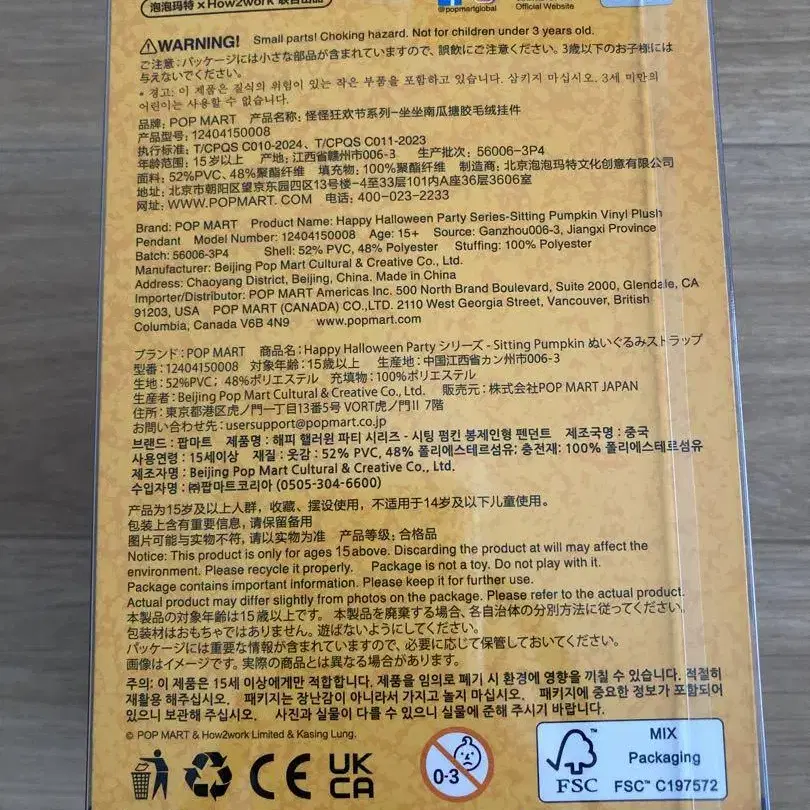 泡泡玛特 × How2work 联合出品
@popmartglobal
Official Website
WARNING! Small parts! Choking hazard. Not for children under 3 years old.
ご注意：パッケージには小さな部品が含まれていますので、誤飲にご注意ください。3歳以下のお子様には
与えないでください。
* 경고: 이 제품은 질식의 위험이 있는 작은 부품을 포함하고 있습니다. 삼키지 마십시오. 3세 미만의
어린이는 사용할 수 없습니다.
品牌：POP MART 产品名称：怪怪狂欢节系列-坐坐南瓜搪胶毛绒挂件
产品型号：12404150008
执行标准：T/CPQS C010-2024、T/CPQS C011-2023
年龄范围：15岁以上 产地：江西省赣州市006-3 生产批次：56006-3P4
面料：52%PVC、48%聚酯纤维 填充物：100%聚酯纤维 制造商：北京泡泡玛特文化创意有限公司
地址：北京市朝阳区望京东园四区13号楼-4至33层101内A座36层3606室
网址：WWW.POPMART.COM 电话：400-023-2233
Brand: POP MART Product Name: Happy Halloween Party Series-Sitting Pumpkin Vinyl Plush
Pendant Model Number: 12404150008 Age: 15+ Source: Ganzhou006-3, Jiangxi Province
Batch: 56006-3P4 Shell: 52% PVC, 48% Polyester Stuffing: 100% Polyester
Manufacturer: Beijing Pop Mart Cultural & Creative Co., Ltd.
Address: Chaoyang District, Beijing, China. Made in China
Importer/Distributor: POP MART Americas Inc. 500 North Brand Boulevard, Suite 2000, Glendale, CA
91203, USA POP MART (CANADA) CO.,LTD. 2110 West Georgia Street, Vancouver, British
Columbia, Canada V6B 4N9 www.popmart.com
ブランド：POP MART 商品名：Happy Halloween Party シリーズ - Sitting Pumpkin ぬいぐるみストラップ
型番：12404150008 対象年齢：15歳以上 生産地：中国江西省カン州市006-3
生地：52%PVC；48%ポリエステル 充填物：100%ポリエステル
生産者：Beijing Pop Mart Cultural & Creative Co., Ltd. 販売元：株式会社POP MART JAPAN
住所：東京都港区虎ノ門一丁目13番5号 VORT虎ノ門II 7階
お問い合わせ先：usersupport@popmart.co.jp
브랜드 : 팝마트 제품명 : 해피 핼러윈 파티 시리즈 - 시팅 펌킨 봉제인형 펜던트 제조국명 : 중국
사용연령 : 15세이상 재질 : 옷감 : 52% PVC, 48% 폴리에스테르섬유; 충전재: 100% 폴리에스테르섬유
제조자명 : Beijing Pop Mart Cultural & Creative Co., Ltd.
수입자명 : ㈜팝마트코리아 (0505-304-6600)
产品为15岁及以上人群，收藏、摆设使用，不适用于14岁及以下儿童使用。
包装上含有重要信息，请保留备用
图片可能与实物不符，请以实物为准 产品等级：合格品
Notice: This product is only for ages 15 above. Discarding the product at will may affect the
environment. Please recycle it properly. Package is not a toy. Do not play with it.
Package contains important information. Please keep it for further use.
Actual product may differ slightly from photos on the package. Please refer to the actual product.
本製品の対象年齢は15歳以上です。 本製品を廃棄する場合、各自治体の分別方法に従ってください。
包装材はおもちゃではありません。遊ばないようにしてください。
パッケージには重要な情報が含まれていますので、必要に応じて保管しておいてください。
画像はイメージです。実際の商品とは異なる場合があります。
주의: 이 제품은 15세 이상에게만 적합합니다. 제품을 임의로 폐기 시 환경에 영향을 끼칠 수 있습니다. 적절히
재활용 해주십시오. 패키지는 장난감이 아니라서 가지고 놀지 마십시오. 패키지에 중요한 정보가 포함되어
있으니 보관해 주십시오. 사진과 실물이 다를 수 있으니 실물에 준해 주시기 바랍니다.
© POP MART & How2work Limited & Kasing Lung.
CE
UK
CA
0-3
FSC™
MIX
Packaging
FSC™ C197572